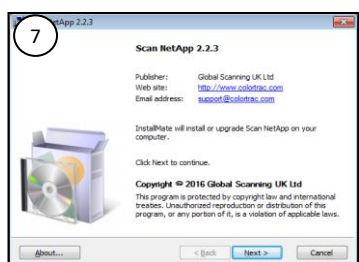 7
NetApp 2.2.3
Scan NetApp 2.2.3
Publisher: Global Scanning UK Ltd
Web site: http://www.colortrac.com
Email address: support@colortrac.com
InstallMate will install or upgrade Scan NetApp on your
computer.
Click Next to continue.
Copyright © 2016 Global Scanning UK Ltd
This program is protected by copyright law and international
treaties. Unauthorized reproduction or distribution of this
program, or any portion of it, is a violation of applicable laws.
About...
< Back
Next >
Cancel